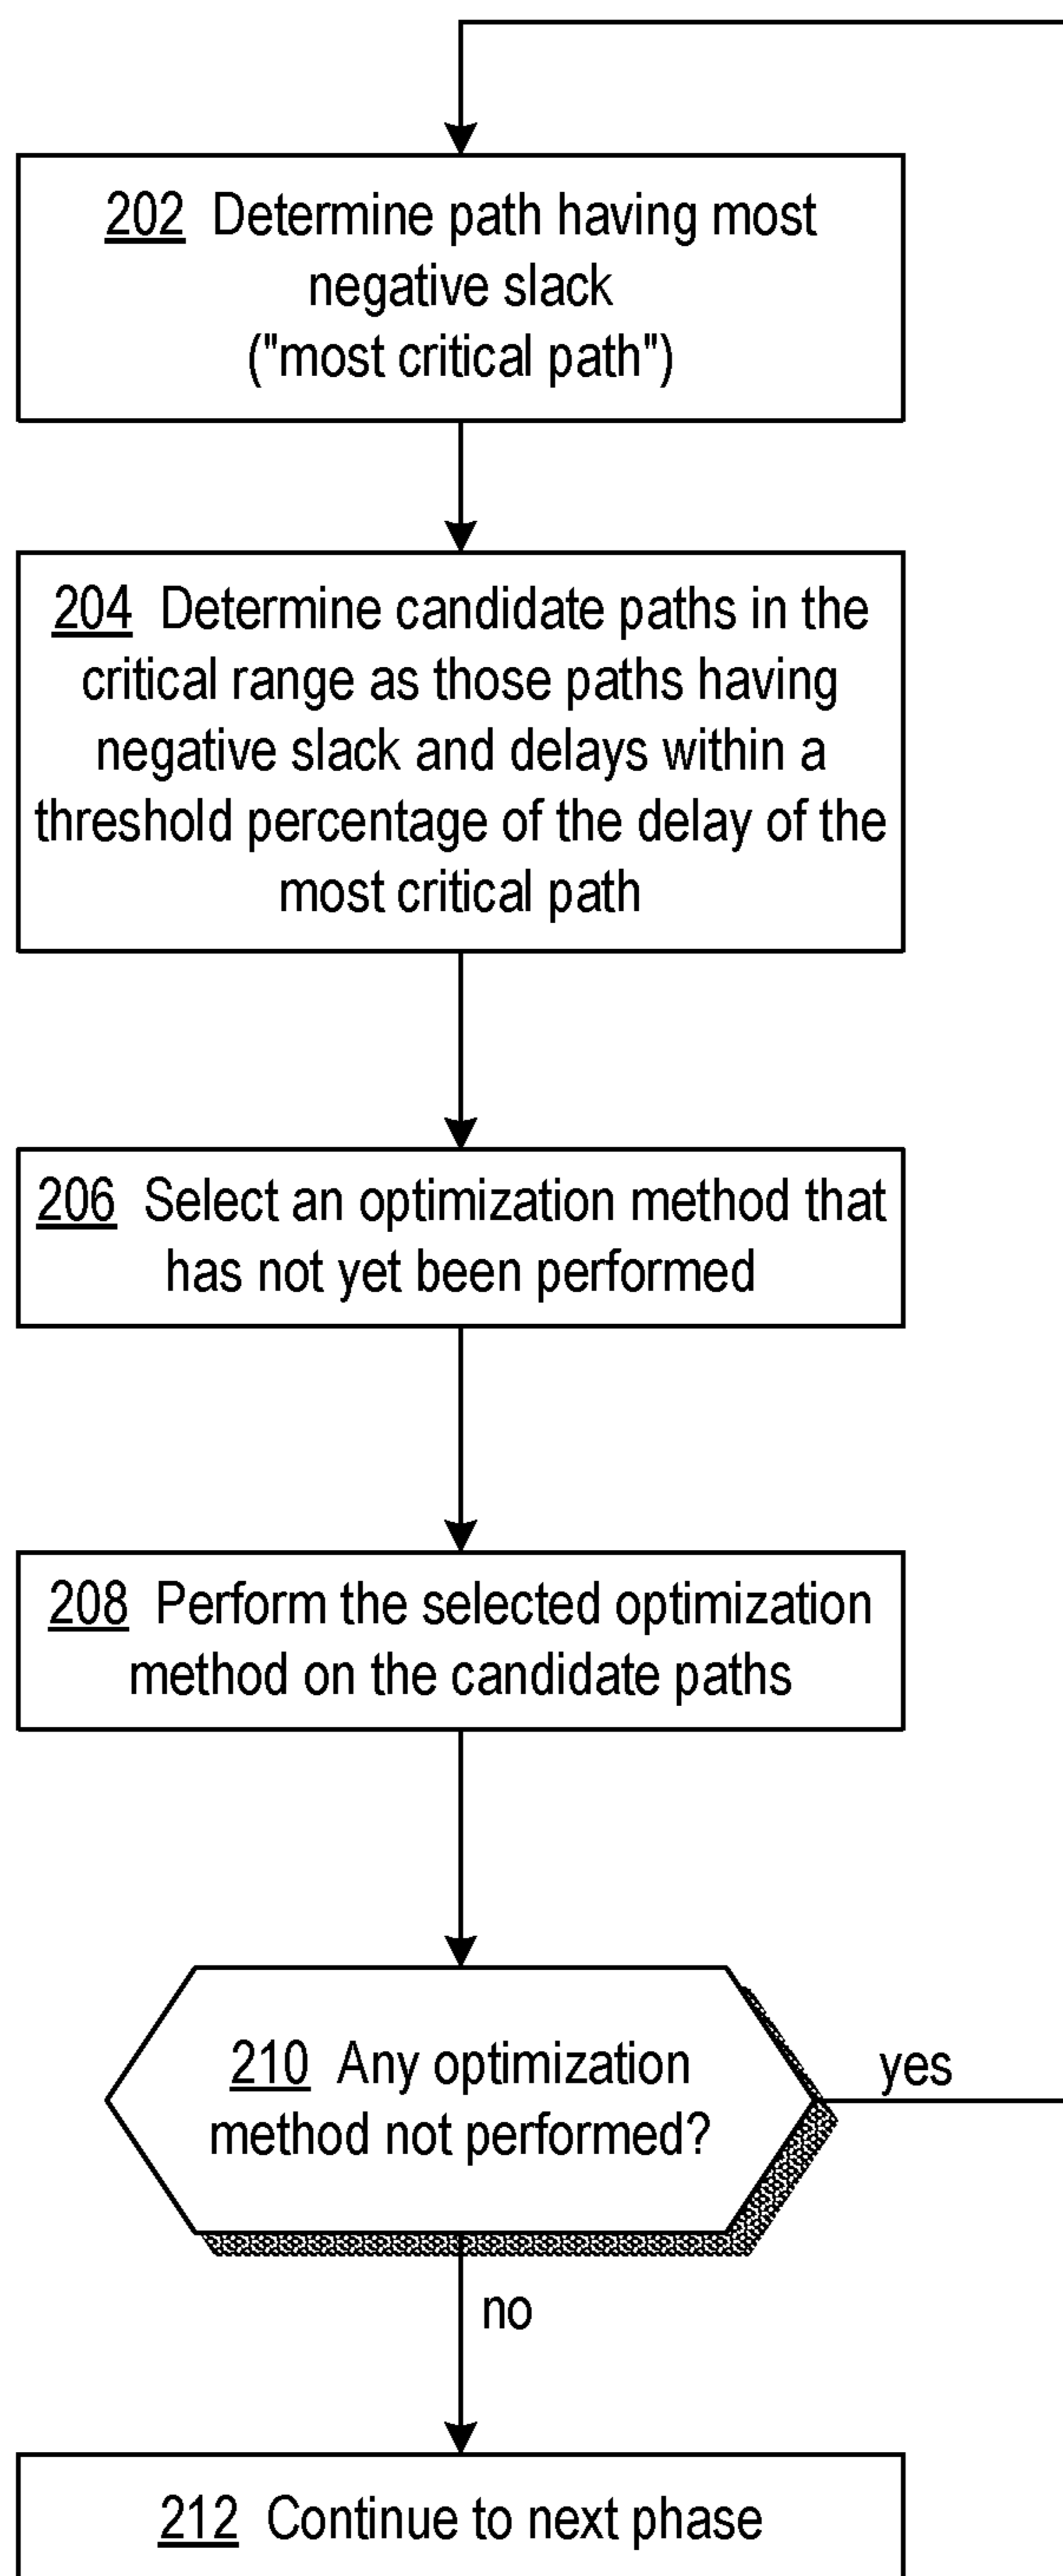 202 Determine path having most
negative slack
("most critical path")
204 Determine candidate paths in the
critical range as those paths having
negative slack and delays within a
threshold percentage of the delay of the
most critical path
206 Select an optimization method that
has not yet been performed
208 Perform the selected optimization
method on the candidate paths
210 Any optimization
method not performed?
yes
no
212 Continue to next phase